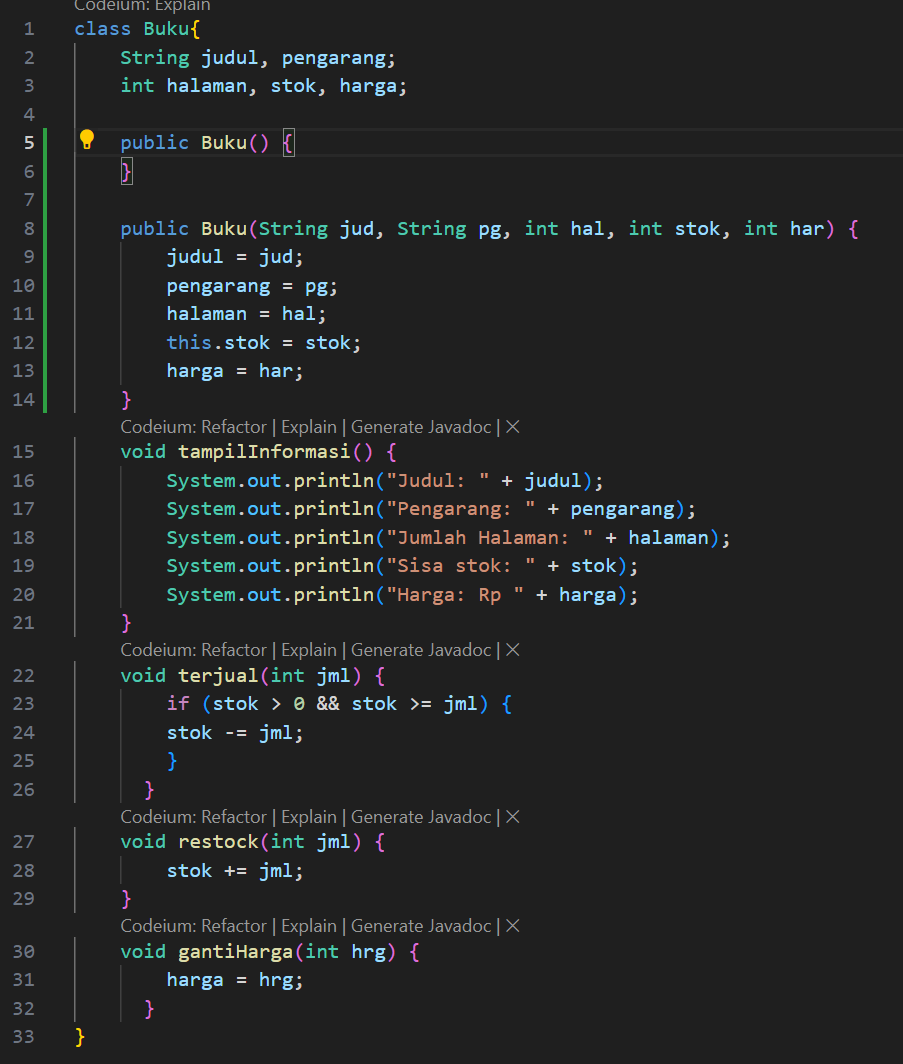 Codeium: Explain
1 class Buku{
2 String judul, pengarang;
3 int halaman, stok, harga;
4
5 public Buku() {
6 }
7
8 public Buku(String jud, String pg, int hal, int stok, int har) {
9 judul = jud;
10 pengarang = pg;
11 halaman = hal;
12 this.stok = stok;
13 harga = har;
14 }
Codeium: Refactor | Explain | Generate Javadoc | ×
15 void tampilInformasi() {
16 System.out.println("Judul: " + judul);
17 System.out.println("Pengarang: " + pengarang);
18 System.out.println("Jumlah Halaman: " + halaman);
19 System.out.println("Sisa stok: " + stok);
20 System.out.println("Harga: Rp " + harga);
21 }
Codeium: Refactor | Explain | Generate Javadoc | ×
22 void terjual(int jml) {
23 if (stok > 0 && stok >= jml) {
24 stok -= jml;
25 }
26 }
Codeium: Refactor | Explain | Generate Javadoc | ×
27 void restock(int jml) {
28 stok += jml;
29 }
Codeium: Refactor | Explain | Generate Javadoc | ×
30 void gantiHarga(int hrg) {
31 harga = hrg;
32 }
33 }